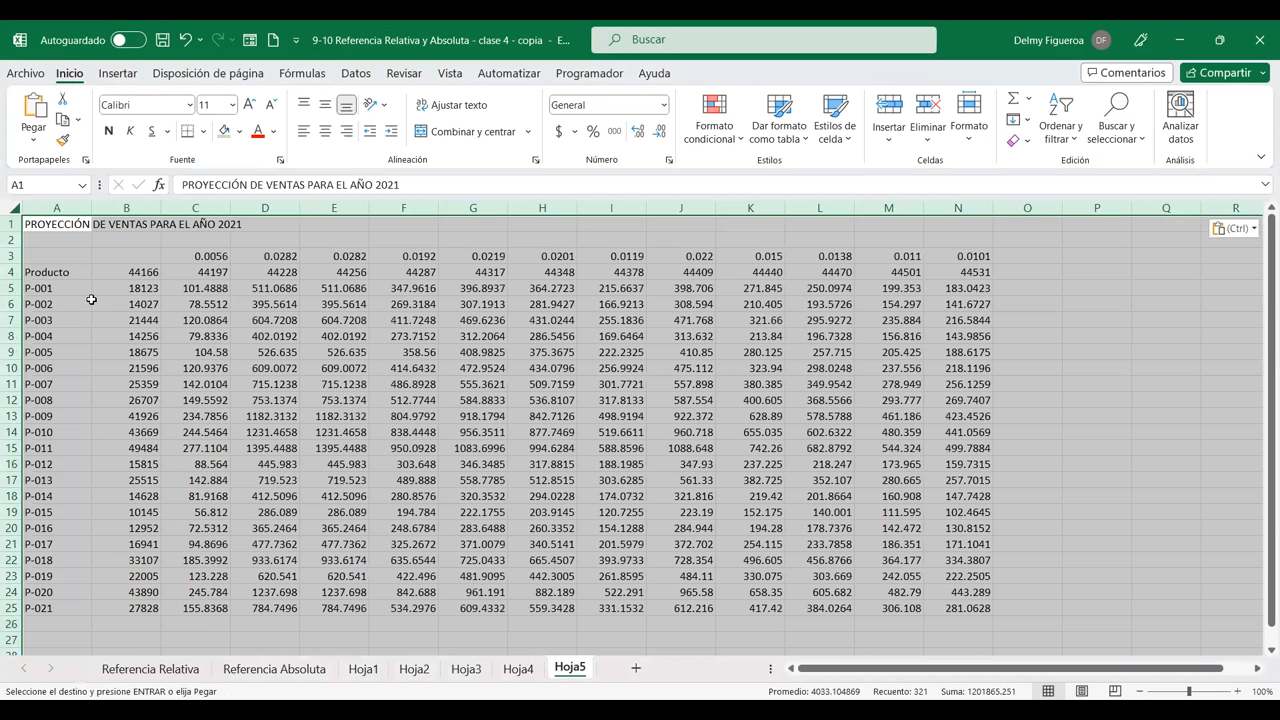 Autoguardado 9-10 Referencia Relativa y Absoluta - clase 4 - copia - E... Buscar Delmy Figueroa DF
Archivo Inicio Insertar Disposición de página Fórmulas Datos Revisar Vista Automatizar Programador Ayuda Comentarios Compartir
Pegar Calibri 11 Ajustar texto General Formato condicional Dar formato como tabla Estilos de celda Insertar Eliminar Formato Ordenar y filtrar Buscar y seleccionar Analizar datos
N K S Combinar y centrar $ % 000
Portapapeles Fuente Alineación Número Estilos Celdas Edición Análisis
A1 fx PROYECCIÓN DE VENTAS PARA EL AÑO 2021
A B C D E F G H I J K L M N O P Q R
1 PROYECCIÓN DE VENTAS PARA EL AÑO 2021 (Ctrl)
2
3 0.0056 0.0282 0.0282 0.0192 0.0219 0.0201 0.0119 0.022 0.015 0.0138 0.011 0.0101
4 Producto 44166 44197 44228 44256 44287 44317 44348 44378 44409 44440 44470 44501 44531
5 P-001 18123 101.4888 511.0686 511.0686 347.9616 396.8937 364.2723 215.6637 398.706 271.845 250.0974 199.353 183.0423
6 P-002 14027 78.5512 395.5614 395.5614 269.3184 307.1913 281.9427 166.9213 308.594 210.405 193.5726 154.297 141.6727
7 P-003 21444 120.0864 604.7208 604.7208 411.7248 469.6236 431.0244 255.1836 471.768 321.66 295.9272 235.884 216.5844
8 P-004 14256 79.8336 402.0192 402.0192 273.7152 312.2064 286.5456 169.6464 313.632 213.84 196.7328 156.816 143.9856
9 P-005 18675 104.58 526.635 526.635 358.56 408.9825 375.3675 222.2325 410.85 280.125 257.715 205.425 188.6175
10 P-006 21596 120.9376 609.0072 609.0072 414.6432 472.9524 434.0796 256.9924 475.112 323.94 298.0248 237.556 218.1196
11 P-007 25359 142.0104 715.1238 715.1238 486.8928 555.3621 509.7159 301.7721 557.898 380.385 349.9542 278.949 256.1259
12 P-008 26707 149.5592 753.1374 753.1374 512.7744 584.8833 536.8107 317.8133 587.554 400.605 368.5566 293.777 269.7407
13 P-009 41926 234.7856 1182.3132 1182.3132 804.9792 918.1794 842.7126 498.9194 922.372 628.89 578.5788 461.186 423.4526
14 P-010 43669 244.5464 1231.4658 1231.4658 838.4448 956.3511 877.7469 519.6611 960.718 655.035 602.6322 480.359 441.0569
15 P-011 49484 277.1104 1395.4488 1395.4488 950.0928 1083.6996 994.6284 588.8596 1088.648 742.26 682.8792 544.324 499.7884
16 P-012 15815 88.564 445.983 445.983 303.648 346.3485 317.8815 188.1985 347.93 237.225 218.247 173.965 159.7315
17 P-013 25515 142.884 719.523 719.523 489.888 558.7785 512.8515 303.6285 561.33 382.725 352.107 280.665 257.7015
18 P-014 14628 81.9168 412.5096 412.5096 280.8576 320.3532 294.0228 174.0732 321.816 219.42 201.8664 160.908 147.7428
19 P-015 10145 56.812 286.089 286.089 194.784 222.1755 203.9145 120.7255 223.19 152.175 140.001 111.595 102.4645
20 P-016 12952 72.5312 365.2464 365.2464 248.6784 283.6488 260.3352 154.1288 284.944 194.28 178.7376 142.472 130.8152
21 P-017 16941 94.8696 477.7362 477.7362 325.2672 371.0079 340.5141 201.5979 372.702 254.115 233.7858 186.351 171.1041
22 P-018 33107 185.3992 933.6174 933.6174 635.6544 725.0433 665.4507 393.9733 728.354 496.605 456.8766 364.177 334.3807
23 P-019 22005 123.228 620.541 620.541 422.496 481.9095 442.3005 261.8595 484.11 330.075 303.669 242.055 222.2505
24 P-020 43890 245.784 1237.698 1237.698 842.688 961.191 882.189 522.291 965.58 658.35 605.682 482.79 443.289
25 P-021 27828 155.8368 784.7496 784.7496 534.2976 609.4332 559.3428 331.1532 612.216 417.42 384.0264 306.108 281.0628
26
27
28
Referencia Relativa Referencia Absoluta Hoja1 Hoja2 Hoja3 Hoja4 Hoja5
Seleccione el destino y presione ENTRAR o elija Pegar Promedio: 4033.104869 Recuento: 321 Suma: 1201865.251 100%